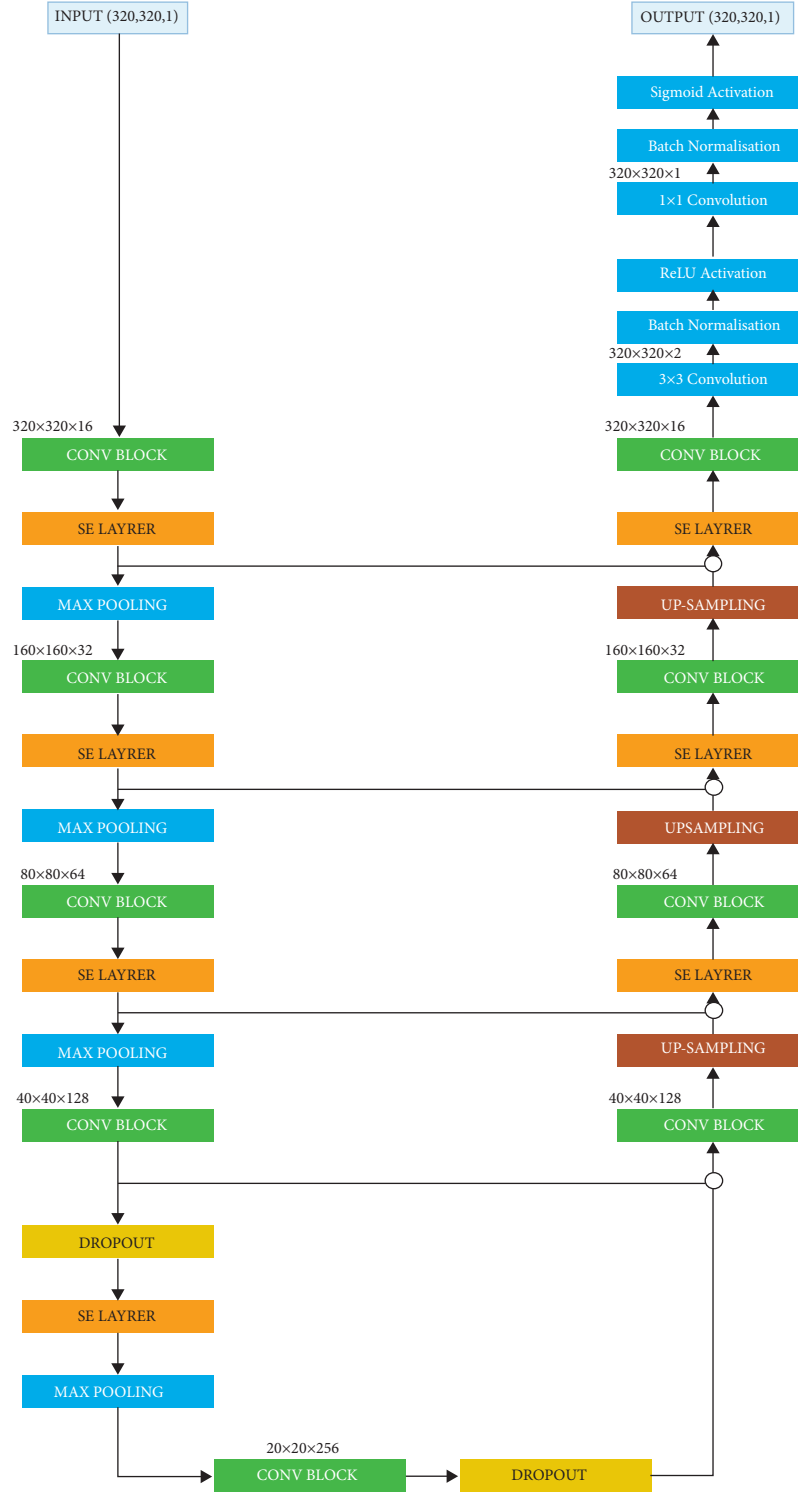 INPUT (320,320,1)
320×320×16
CONV BLOCK
SE LAYRER
MAX POOLING
160×160×32
CONV BLOCK
SE LAYRER
MAX POOLING
80×80×64
CONV BLOCK
SE LAYRER
MAX POOLING
40×40×128
CONV BLOCK
DROPOUT
SE LAYRER
MAX POOLING
20×20×256
CONV BLOCK
DROPOUT
OUTPUT (320,320,1)
Sigmoid Activation
Batch Normalisation
320×320×1
1×1 Convolution
ReLU Activation
Batch Normalisation
320×320×2
3×3 Convolution
320×320×16
CONV BLOCK
SE LAYRER
UP-SAMPLING
160×160×32
CONV BLOCK
SE LAYRER
UPSAMPLING
80×80×64
CONV BLOCK
SE LAYRER
UP-SAMPLING
40×40×128
CONV BLOCK